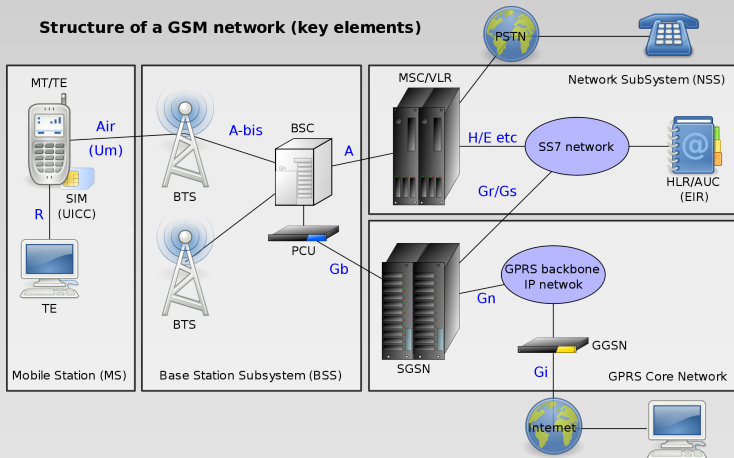 Structure of a GSM network (key elements)
PSTN
MT/TE
Air
(Um)
SIM
(UICC)
R
TE
Mobile Station (MS)
A-bis
BTS
BSC
PCU
BTS
Base Station Subsystem (BSS)
A
Gb
MSC/VLR
Network SubSystem (NSS)
H/E etc
SS7 network
HLR/AUC
(EIR)
Gr/Gs
GPRS backbone
IP netwok
Gn
SGSN
GGSN
Gi
GPRS Core Network
Internet